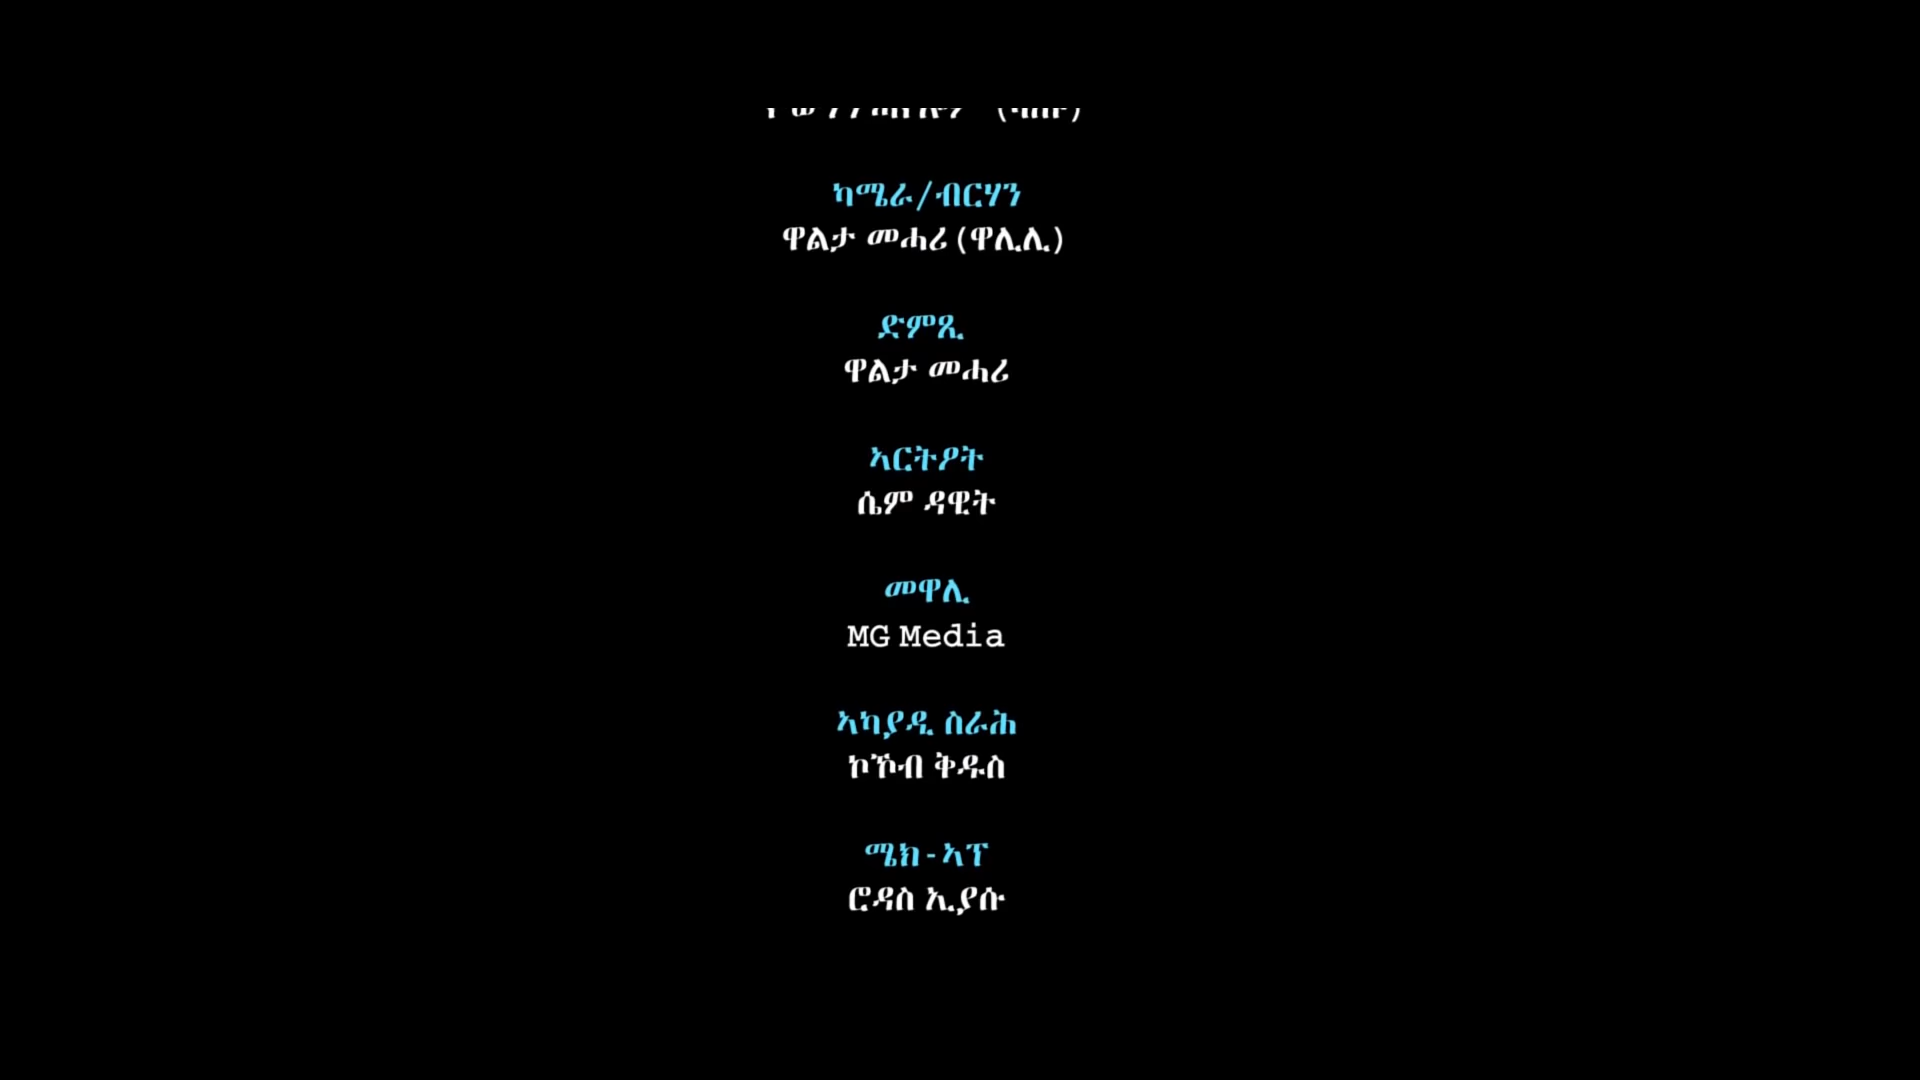 ካሜራ/ብርሃን
ዋልታ መሓሪ(ዋሊሊ)
ድምጺ
ዋልታ መሓሪ
ኣርትዖት
ሴም ዳዊት
መዋሊ
MG Media
ኣካያዲ ስራሕ
ኮኾብ ቅዱስ
ሜክ-ኣፕ
ሮዳስ ኢያሱ